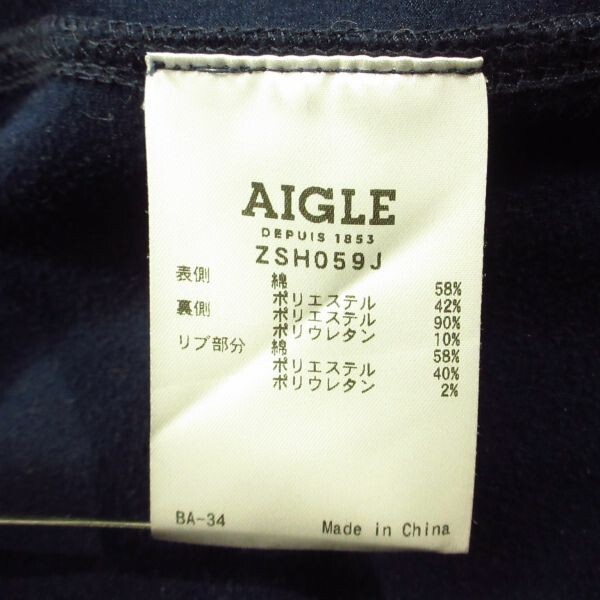 AIGLE
DEPUIS 1853
ZSH059J
表側 綿 58%
ポリエステル 42%
裏側 ポリエステル 90%
ポリウレタン 10%
リブ部分 綿 58%
ポリエステル 40%
ポリウレタン 2%
BA-34 Made in China